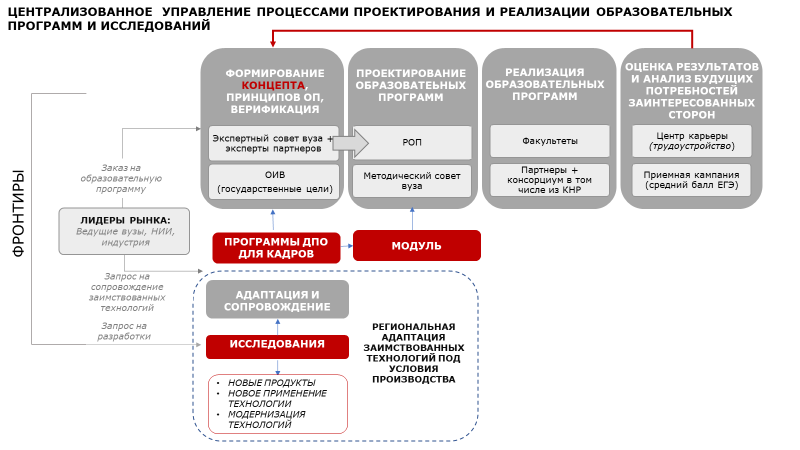 ЦЕНТРАЛИЗОВАННОЕ УПРАВЛЕНИЕ ПРОЦЕССАМИ ПРОЕКТИРОВАНИЯ И РЕАЛИЗАЦИИ ОБРАЗОВАТЕЛЬНЫХ
ПРОГРАММ И ИССЛЕДОВАНИЙ
ФОРМИРОВАНИЕ
КОНЦЕПТА,
ПРИНЦИПОВ ОП,
ВЕРИФИКАЦИЯ
Экспертный совет вуза +
эксперты партнеров
ОИВ
(государственные цели)
ПРОЕКТИРОВАНИЕ
ОБРАЗОВАТЕЬНЫХ
ПРОГРАММ
РОП
Методический совет
вуза
РЕАЛИЗАЦИЯ
ОБРАЗОВАТЕЛЬНЫХ
ПРОГРАММ
Факультеты
Партнеры +
консорциум в том
числе из КНР
ОЦЕНКА РЕЗУЛЬТАТОВ
И АНАЛИЗ БУДУЩИХ
ПОТРЕБНОСТЕЙ
ЗАИНТЕРЕСОВАННЫХ
СТОРОН
Центр карьеры
(трудоустройство)
Приемная кампания
(средний балл ЕГЭ)
ФРОНТИРЫ
Заказ на
образовательную
программу
ЛИДЕРЫ РЫНКА:
Ведущие вузы, НИИ,
индустрия
Запрос на
сопровождение
заимствованных
технологий
Запрос на
разработки
ПРОГРАММЫ ДПО
ДЛЯ КАДРОВ
МОДУЛЬ
АДАПТАЦИЯ И
СОПРОВОЖДЕНИЕ
ИССЛЕДОВАНИЯ
• НОВЫЕ ПРОДУКТЫ
• НОВОЕ ПРИМЕНЕНИЕ
ТЕХНОЛОГИИ
• МОДЕРНИЗАЦИЯ
ТЕХНОЛОГИЙ
РЕГИОНАЛЬНАЯ
АДАПТАЦИЯ
ЗАИМСТВОВАННЫХ
ТЕХНОЛОГИЙ ПОД
УСЛОВИЯ
ПРОИЗВОДСТВА